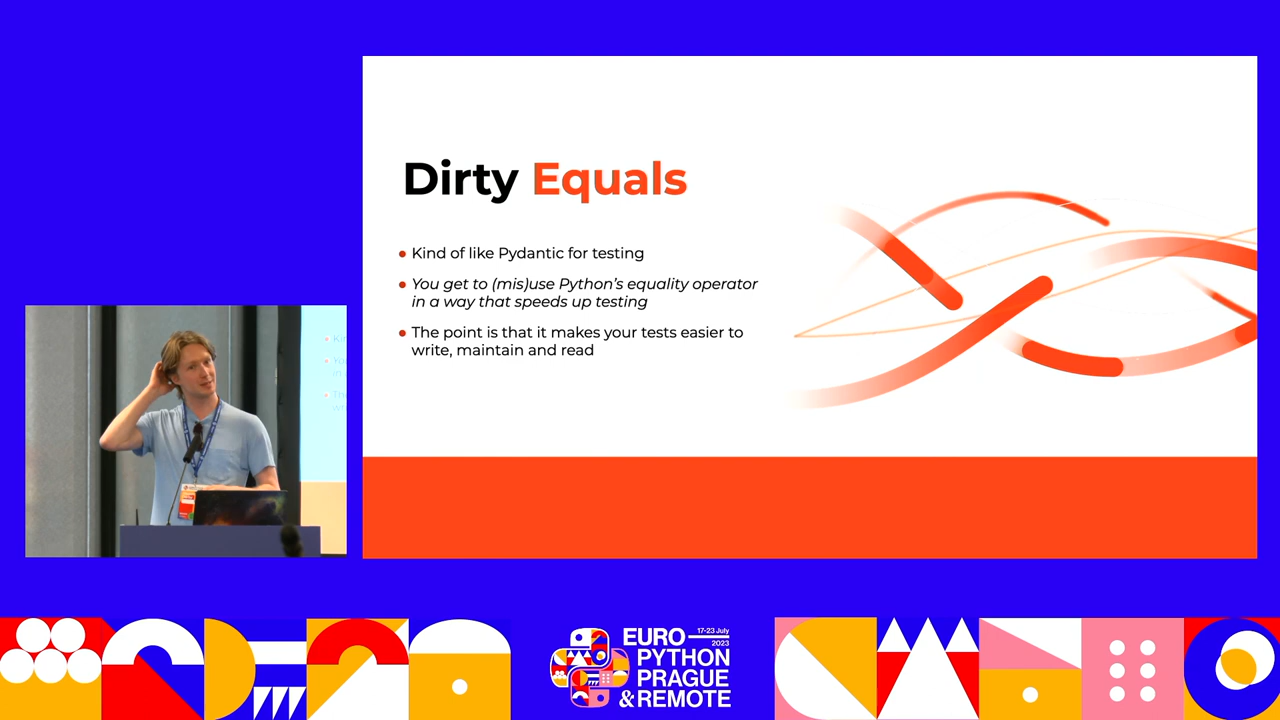 Dirty Equals
• Kind of like Pydantic for testing
• You get to (mis)use Python's equality operator
in a way that speeds up testing
• The point is that it makes your tests easier to
write, maintain and read
EURO
17-23 July
2023
PYTHON
PRAGUE
& REMOTE